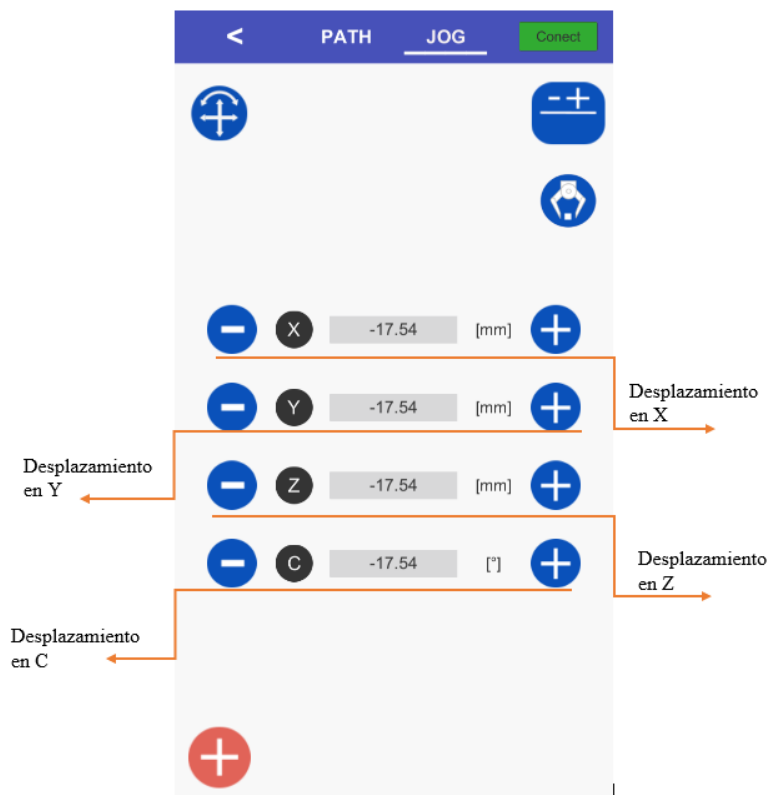 < PATH JOG Conect
- +
- X -17.54 [mm] +
- Y -17.54 [mm] +
Desplazamiento
en X
Desplazamiento
en Y
- Z -17.54 [mm] +
- C -17.54 [°] +
Desplazamiento
en Z
Desplazamiento
en C
+